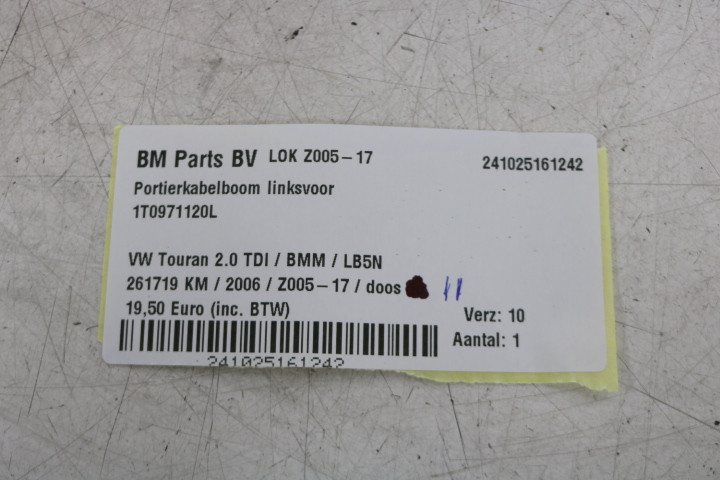 BM Parts BV LOK Z005-17 241025161242
Portierkabelboom linksvoor
1T0971120L
VW Touran 2.0 TDI / BMM / LB5N
261719 KM / 2006 / Z005-17 / doos 11
19,50 Euro (inc. BTW) Verz: 10
Aantal: 1
241025161242